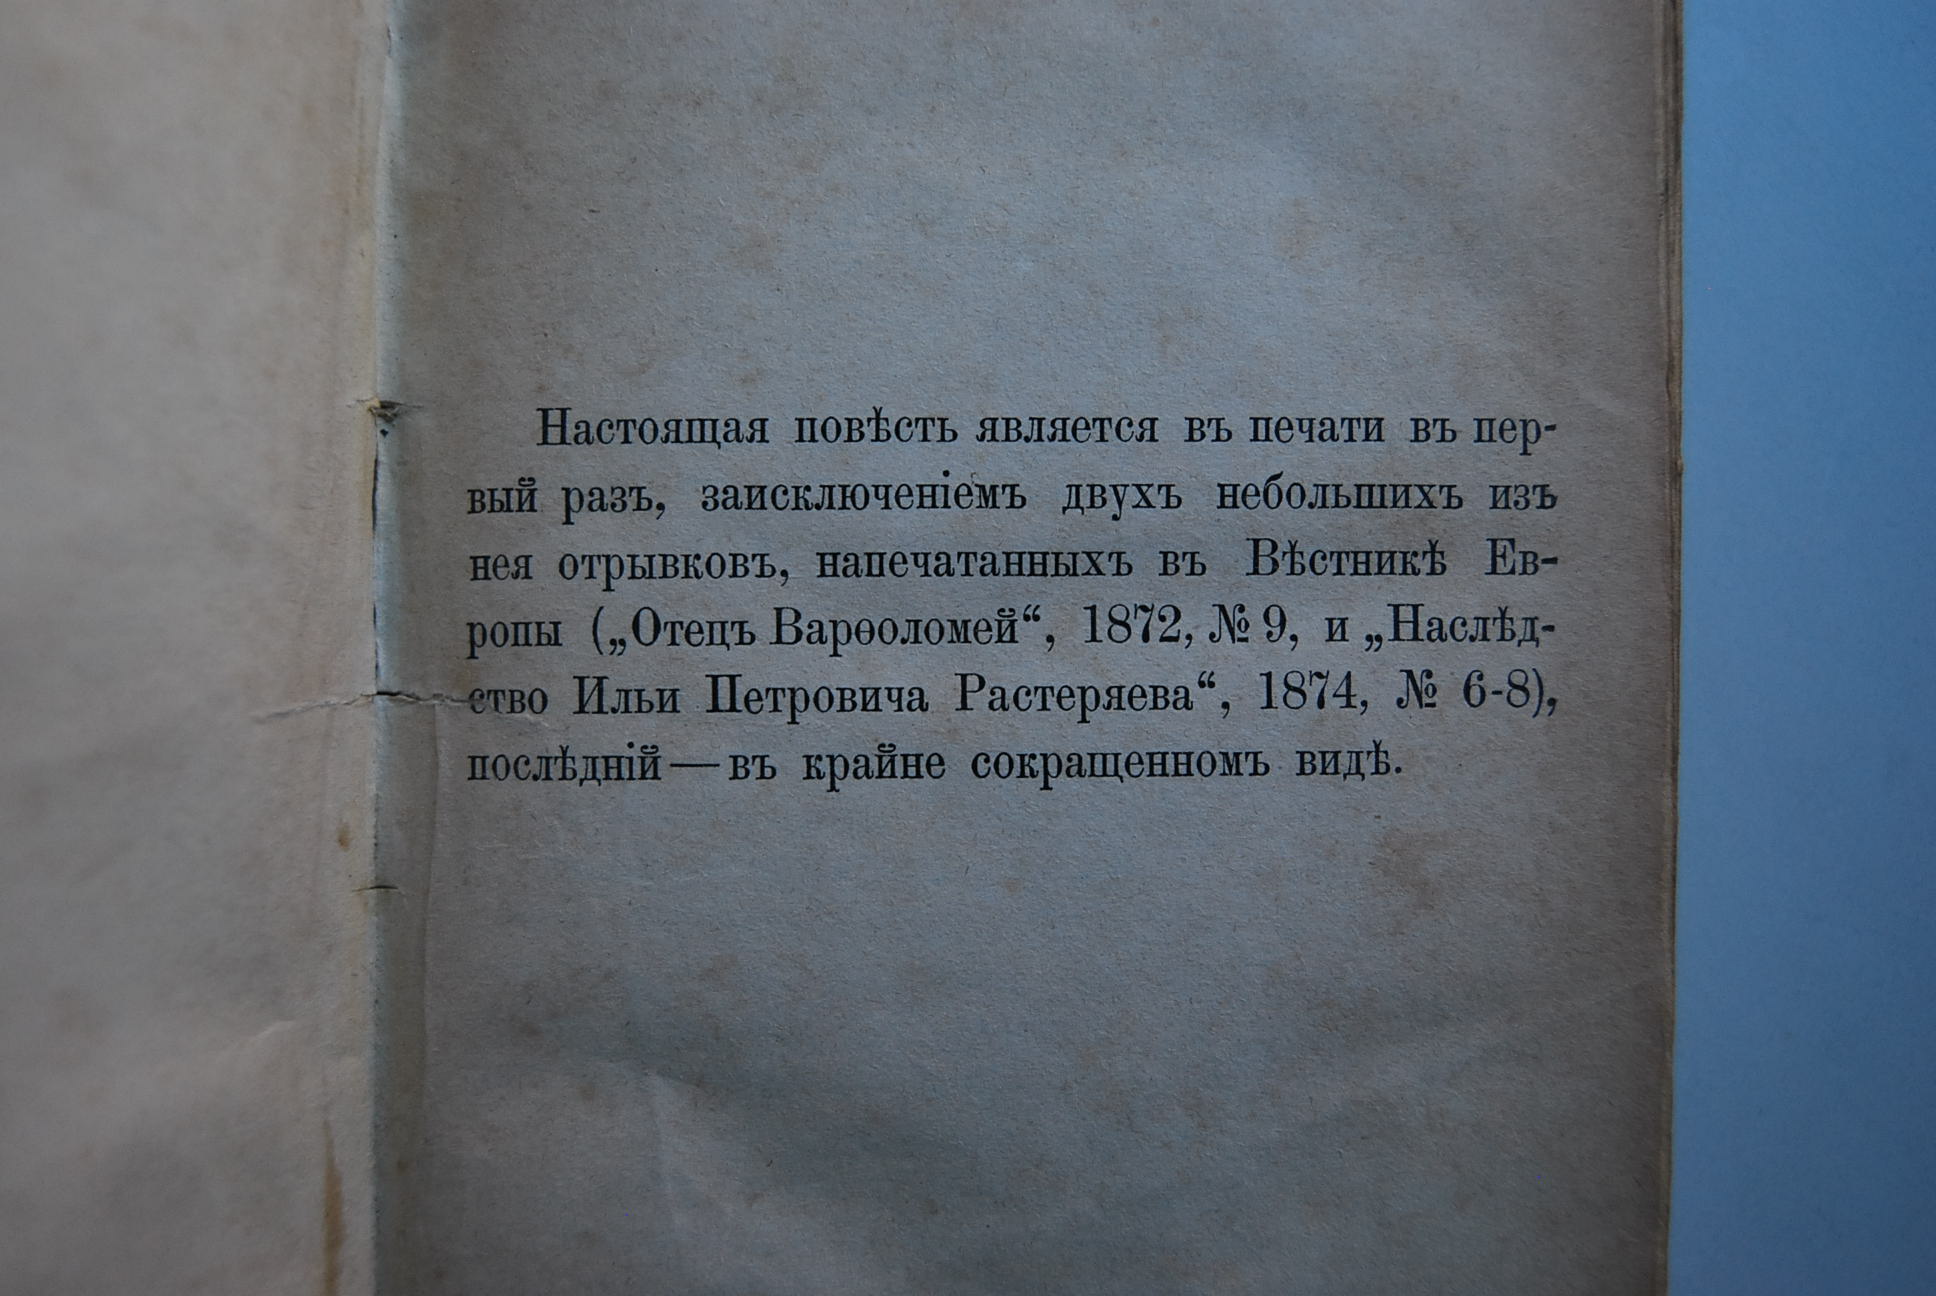 Настоящая повѣсть является въ печати въ пер-
вый разъ, заисключеніемъ двухъ небольшихъ изъ
нея отрывковъ, напечатанныхъ въ Вѣстникѣ Ев-
ропы („Отецъ Варѳоломей“, 1872, № 9, и „Наслѣд-
ство Ильи Петровича Растеряева“, 1874, № 6-8),
послѣдній — въ крайне сокращенномъ видѣ.